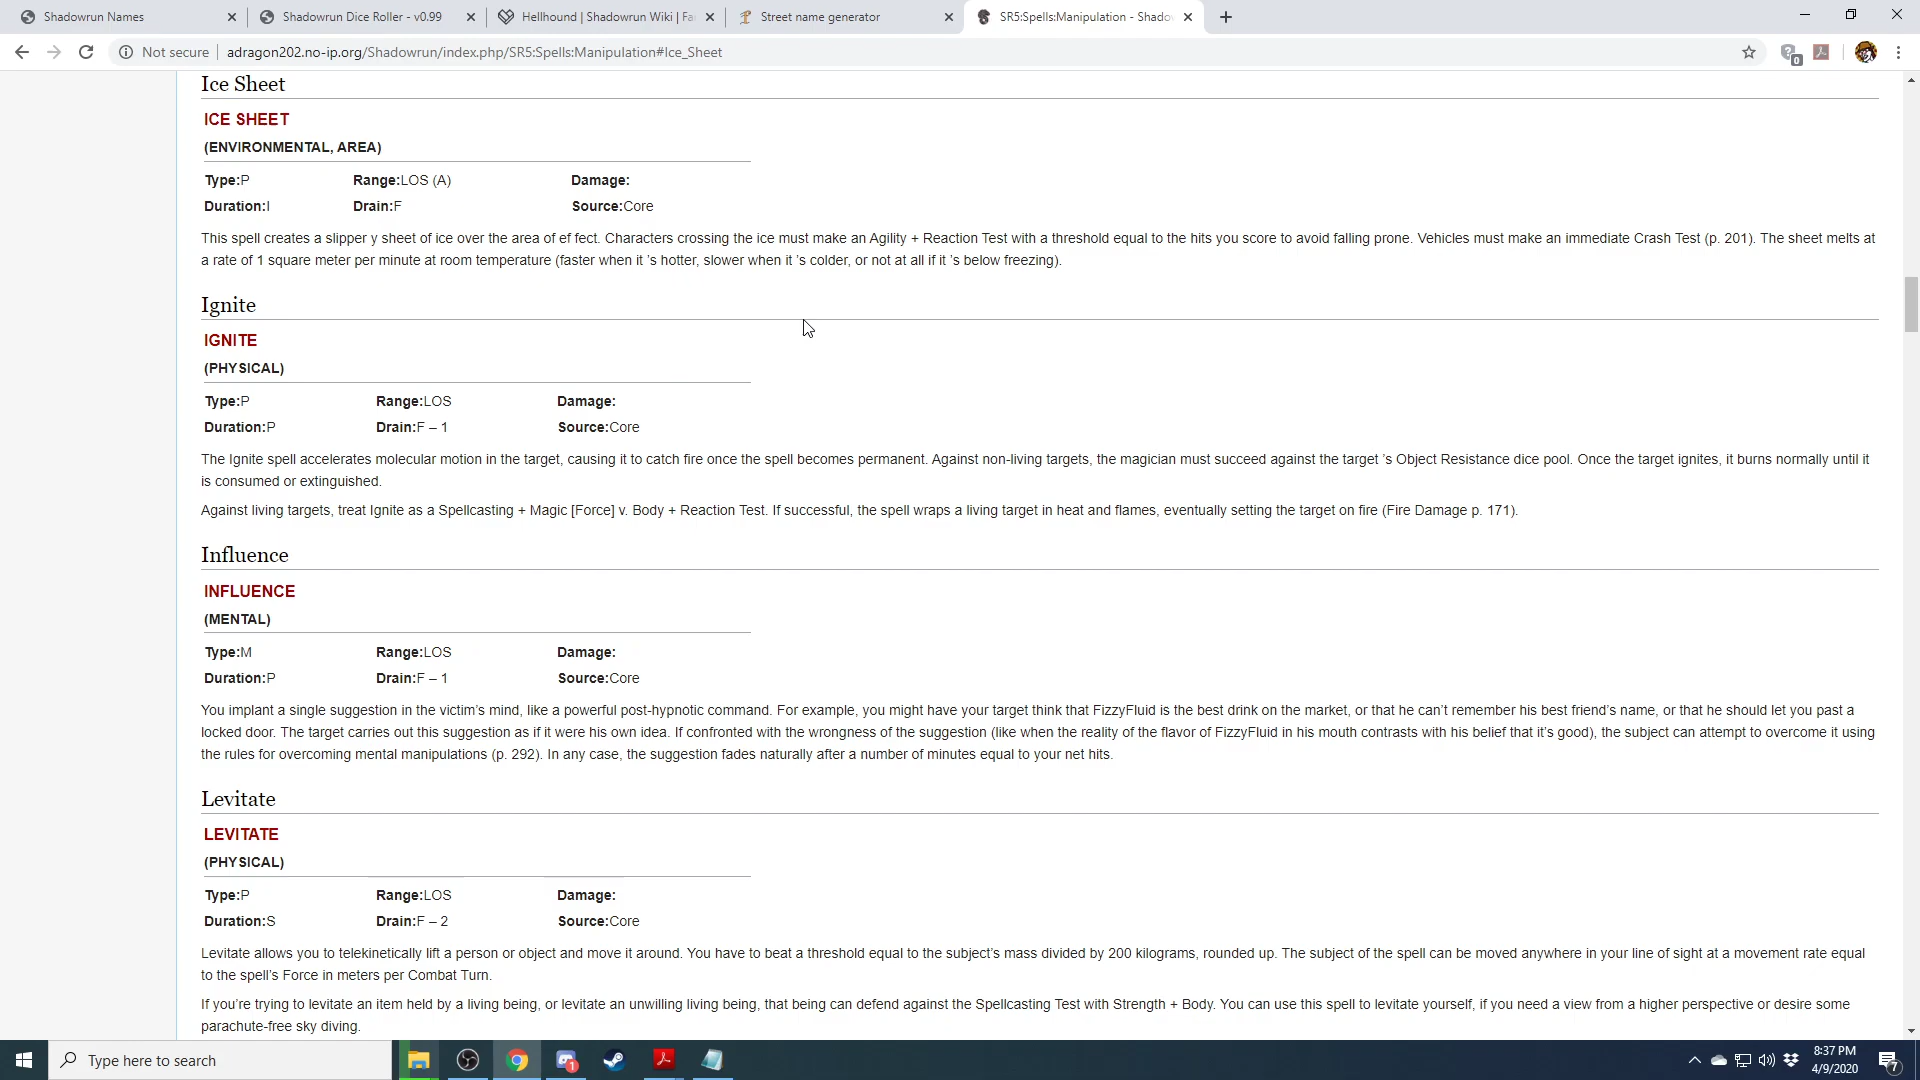 Shadowrun Names
Shadowrun Dice Roller - v0.99
Hellhound | Shadowrun Wiki | Fa
Street name generator
SR5:Spells:Manipulation - Shado
Not secure
adragon202.no-ip.org/Shadowrun/index.php/SR5:Spells:Manipulation#Ice_Sheet
0
Ice Sheet
ICE SHEET
(ENVIRONMENTAL, AREA)
Type:P Range:LOS (A) Damage:
Duration:I Drain:F Source:Core
This spell creates a slipper y sheet of ice over the area of ef fect. Characters crossing the ice must make an Agility + Reaction Test with a threshold equal to the hits you score to avoid falling prone. Vehicles must make an immediate Crash Test (p. 201). The sheet melts at
a rate of 1 square meter per minute at room temperature (faster when it 's hotter, slower when it 's colder, or not at all if it 's below freezing).
Ignite
IGNITE
(PHYSICAL)
Type:P Range:LOS Damage:
Duration:P Drain:F – 1 Source:Core
The Ignite spell accelerates molecular motion in the target, causing it to catch fire once the spell becomes permanent. Against non-living targets, the magician must succeed against the target 's Object Resistance dice pool. Once the target ignites, it burns normally until it
is consumed or extinguished.
Against living targets, treat Ignite as a Spellcasting + Magic [Force] v. Body + Reaction Test. If successful, the spell wraps a living target in heat and flames, eventually setting the target on fire (Fire Damage p. 171).
Influence
INFLUENCE
(MENTAL)
Type:M Range:LOS Damage:
Duration:P Drain:F – 1 Source:Core
You implant a single suggestion in the victim's mind, like a powerful post-hypnotic command. For example, you might have your target think that FizzyFluid is the best drink on the market, or that he can't remember his best friend's name, or that he should let you past a
locked door. The target carries out this suggestion as if it were his own idea. If confronted with the wrongness of the suggestion (like when the reality of the flavor of FizzyFluid in his mouth contrasts with his belief that it's good), the subject can attempt to overcome it using
the rules for overcoming mental manipulations (p. 292). In any case, the suggestion fades naturally after a number of minutes equal to your net hits.
Levitate
LEVITATE
(PHYSICAL)
Type:P Range:LOS Damage:
Duration:S Drain:F – 2 Source:Core
Levitate allows you to telekinetically lift a person or object and move it around. You have to beat a threshold equal to the subject's mass divided by 200 kilograms, rounded up. The subject of the spell can be moved anywhere in your line of sight at a movement rate equal
to the spell's Force in meters per Combat Turn.
If you're trying to levitate an item held by a living being, or levitate an unwilling living being, that being can defend against the Spellcasting Test with Strength + Body. You can use this spell to levitate yourself, if you need a view from a higher perspective or desire some
parachute-free sky diving.
Type here to search
1
8:37 PM
4/9/2020
7